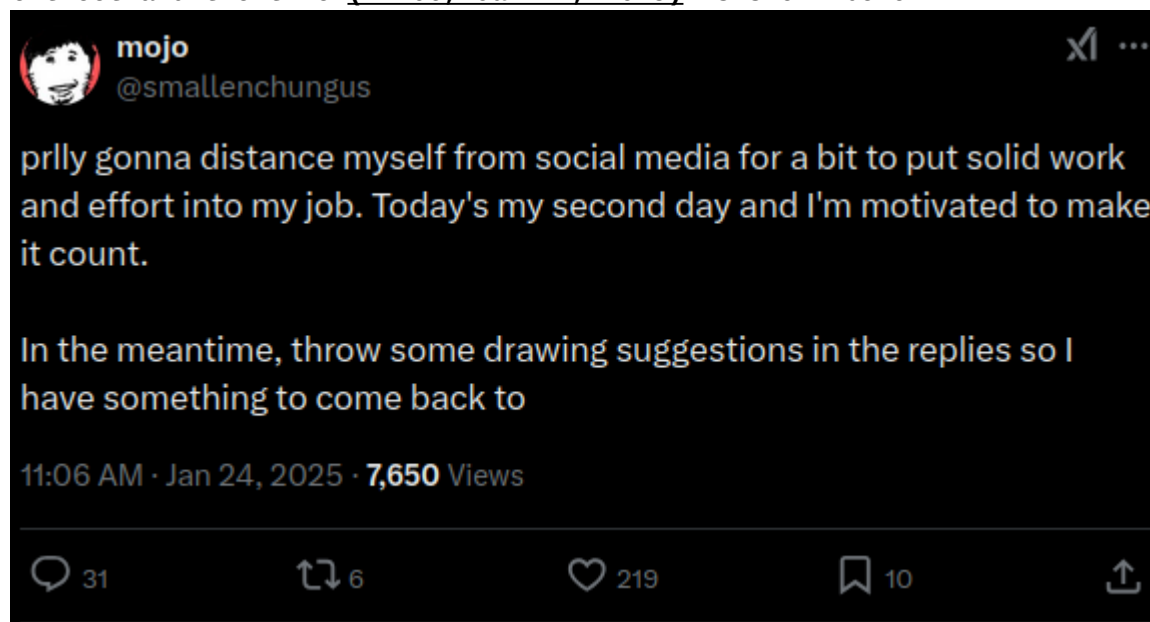 mojo
@smallenchungus
prlly gonna distance myself from social media for a bit to put solid work
and effort into my job. Today's my second day and I'm motivated to make
it count.
In the meantime, throw some drawing suggestions in the replies so I
have something to come back to
11:06 AM · Jan 24, 2025 · 7,650 Views
31 6 219 10